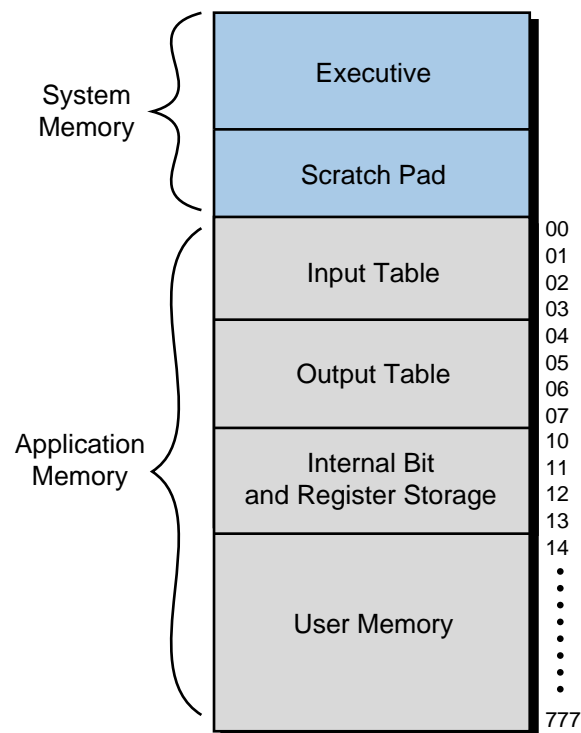 System
Memory
Executive
Scratch Pad
Application
Memory
Input Table
Output Table
Internal Bit
and Register Storage
User Memory
00
01
02
03
04
05
06
07
10
11
12
13
14
777